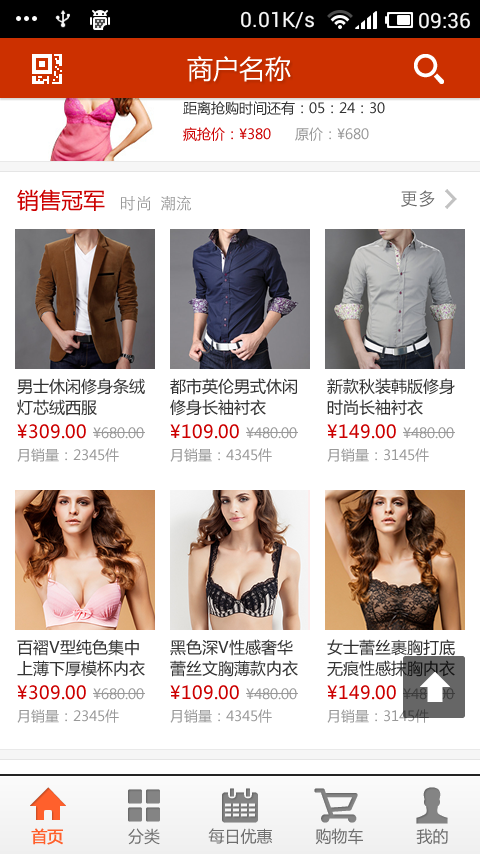 0.01K/s 09:36
商户名称
距离抢购时间还有：05：24：30
疯抢价：¥380 原价：¥680
销售冠军 时尚 潮流 更多
男士休闲修身条绒 都市英伦男式休闲 新款秋装韩版修身
灯芯绒西服 修身长袖衬衣 时尚长袖衬衣
¥309.00 ¥680.00 ¥109.00 ¥480.00 ¥149.00 ¥480.00
月销量：2345件 月销量：4345件 月销量：3145件
百褶V型纯色集中 黑色深V性感奢华 女士蕾丝裹胸打底
上薄下厚模杯内衣 蕾丝文胸薄款内衣 无痕性感抹胸内衣
¥309.00 ¥680.00 ¥109.00 ¥480.00 ¥149.00 ¥480.00
月销量：2345件 月销量：4345件 月销量：3145件
首页 分类 每日优惠 购物车 我的